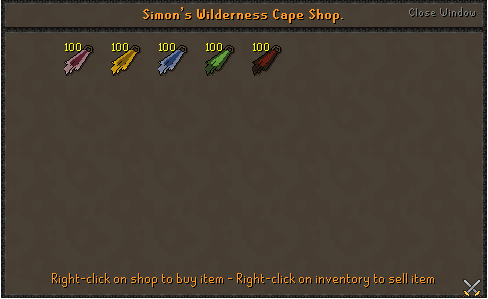 Simon's Wilderness Cape Shop.
Close Window
100 100 100 100 100
Right-click on shop to buy item - Right-click on inventory to sell item